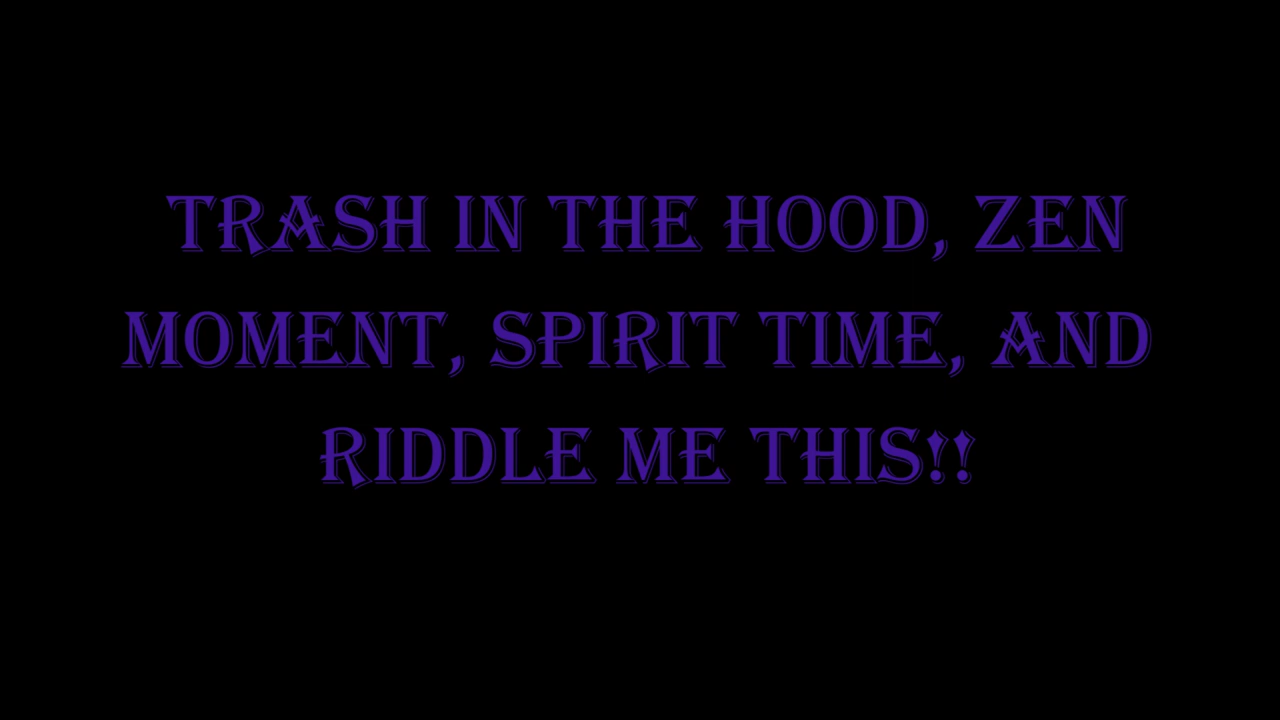 TRASH IN THE HOOD, ZEN
MOMENT, SPIRIT TIME, AND
RIDDLE ME THIS!!